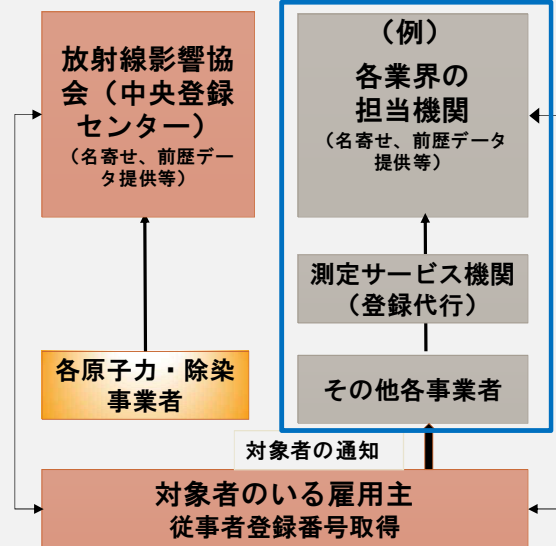 放射線影響協
会（中央登録
センター）
（名寄せ、前歴デー
タ提供等）
（例）
各業界の
担当機関
（名寄せ、前歴データ
提供等）
測定サービス機関
（登録代行）
各原子力・除染
事業者
その他各事業者
対象者の通知
対象者のいる雇用主
従事者登録番号取得